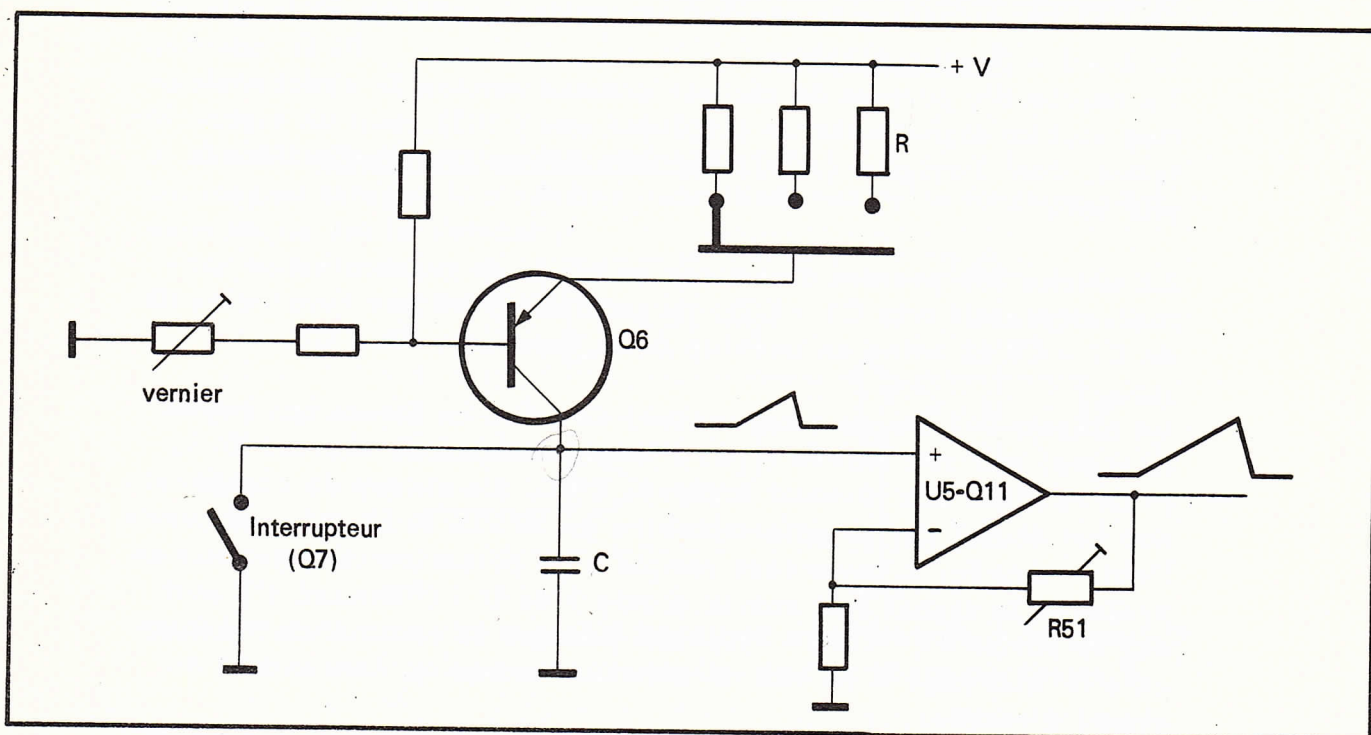 + V
R
Q6
vernier
+
U5-Q11
-
Interrupteur
(Q7)
C
R51